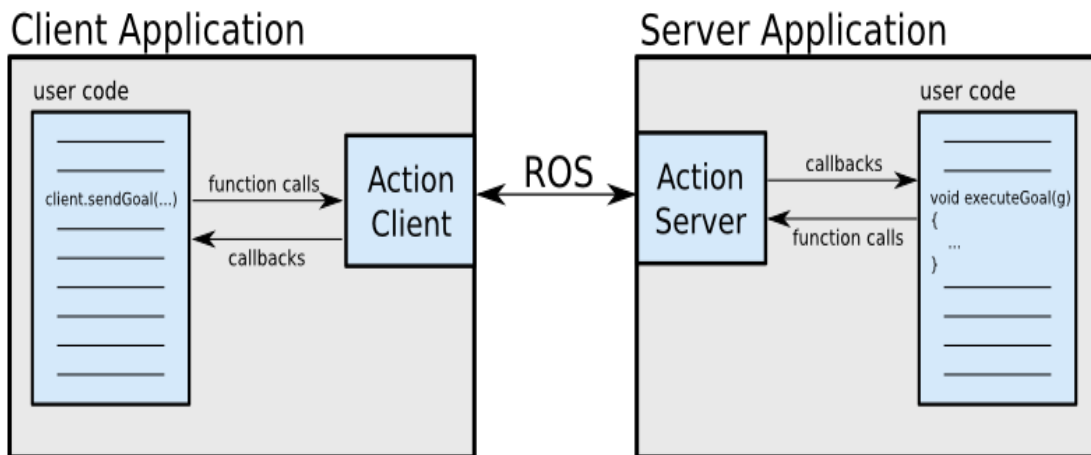 Client Application
user code
client.sendGoal(...)
function calls
callbacks
Action
Client
ROS
Server Application
Action
Server
callbacks
function calls
user code
void executeGoal(g)
{
...
}